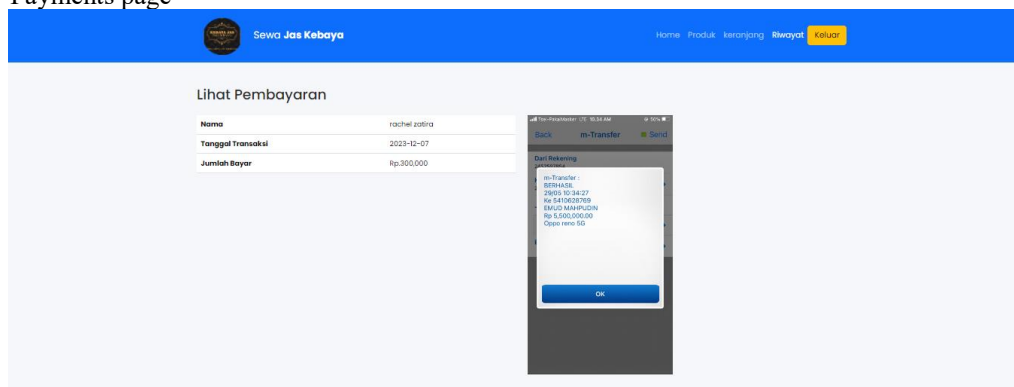 Payments page
Sewa Jas Kebaya
Home Produk keranjang Riwayat Keluar
Lihat Pembayaran
Nama rachel zatira
Tanggal Transaksi 2023-12-07
Jumlah Bayar Rp.300,000
Back m-Transfer Send
Dari Rekening
m-Transfer :
BERHASIL
29/05 10:34:27
Ke 5410628769
EMUD MAHPUDIN
Rp 5,500,000.00
Oppo reno 5G
OK